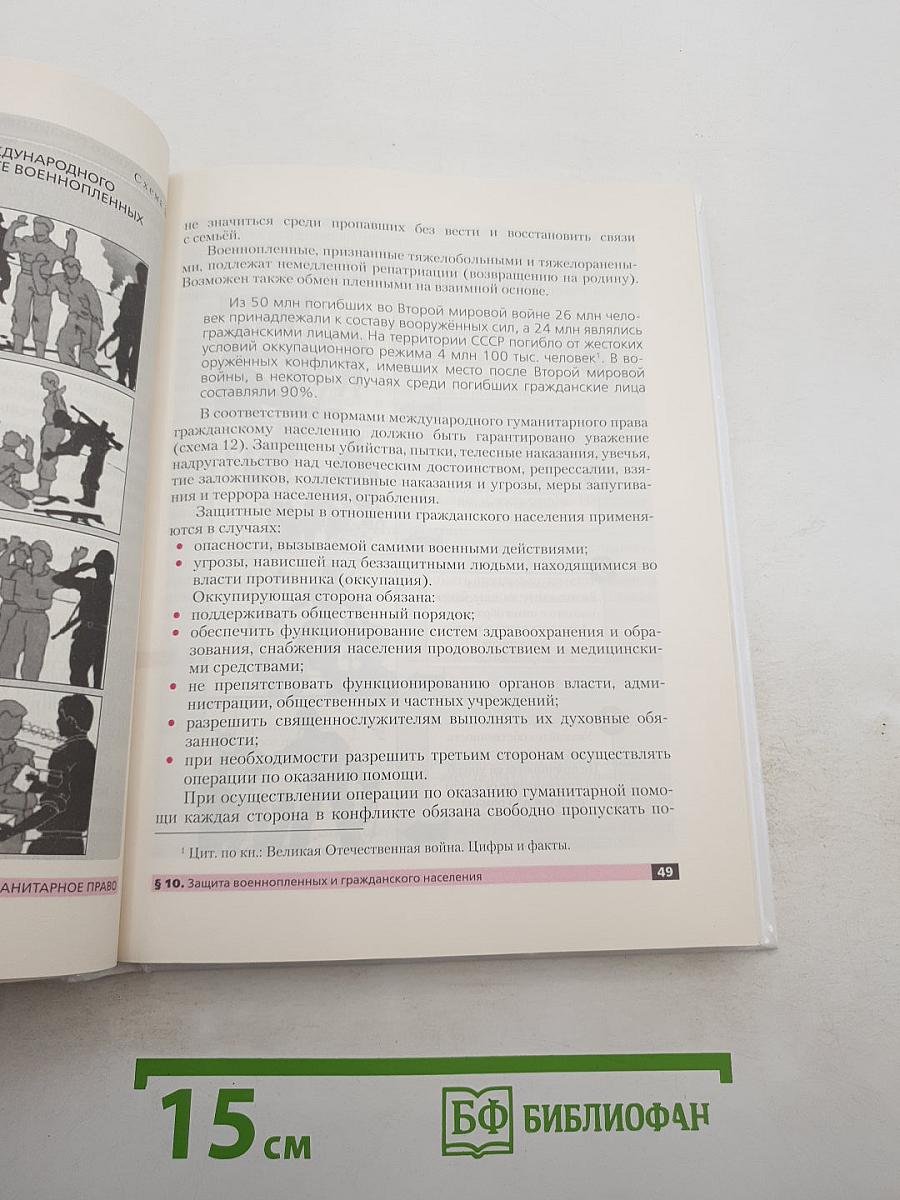 ЖДУНАРОДНОГО
ТЕ ВОЕННОПЛЕННЫХ
Схема
АНИТАРНОЕ ПРАВО
не значиться среди пропавших без вести и восстановить связи
с семьёй.
Военнопленные, признанные тяжелобольными и тяжелоранены-
ми, подлежат немедленной репатриации (возвращению на родину).
Возможен также обмен пленными на взаимной основе.
Из 50 млн погибших во Второй мировой войне 26 млн чело-
век принадлежали к составу вооружённых сил, а 24 млн являлись
гражданскими лицами. На территории СССР погибло от жестоких
условий оккупационного режима 4 млн 100 тыс. человек¹. В во-
оружённых конфликтах, имевших место после Второй мировой
войны, в некоторых случаях среди погибших гражданские лица
составляли 90%.
В соответствии с нормами международного гуманитарного права
гражданскому населению должно быть гарантировано уважение
(схема 12). Запрещены убийства, пытки, телесные наказания, увечья,
надругательство над человеческим достоинством, репрессалии, взя-
тие заложников, коллективные наказания и угрозы, меры запугива-
ния и террора населения, ограбления.
Защитные меры в отношении гражданского населения применя-
ются в случаях:
• опасности, вызываемой самими военными действиями;
• угрозы, нависшей над беззащитными людьми, находящимися во
власти противника (оккупация).
Оккупирующая сторона обязана:
• поддерживать общественный порядок;
• обеспечить функционирование систем здравоохранения и обра-
зования, снабжения населения продовольствием и медицински-
ми средствами;
• не препятствовать функционированию органов власти, адми-
нистрации, общественных и частных учреждений;
• разрешить священнослужителям выполнять их духовные обя-
занности;
• при необходимости разрешить третьим сторонам осуществлять
операции по оказанию помощи.
При осуществлении операции по оказанию гуманитарной помо-
щи каждая сторона в конфликте обязана свободно пропускать по-
¹ Цит. по кн.: Великая Отечественная война. Цифры и факты.
§ 10. Защита военнопленных и гражданского населения 49
15 см
БФ БИБЛИОФАН